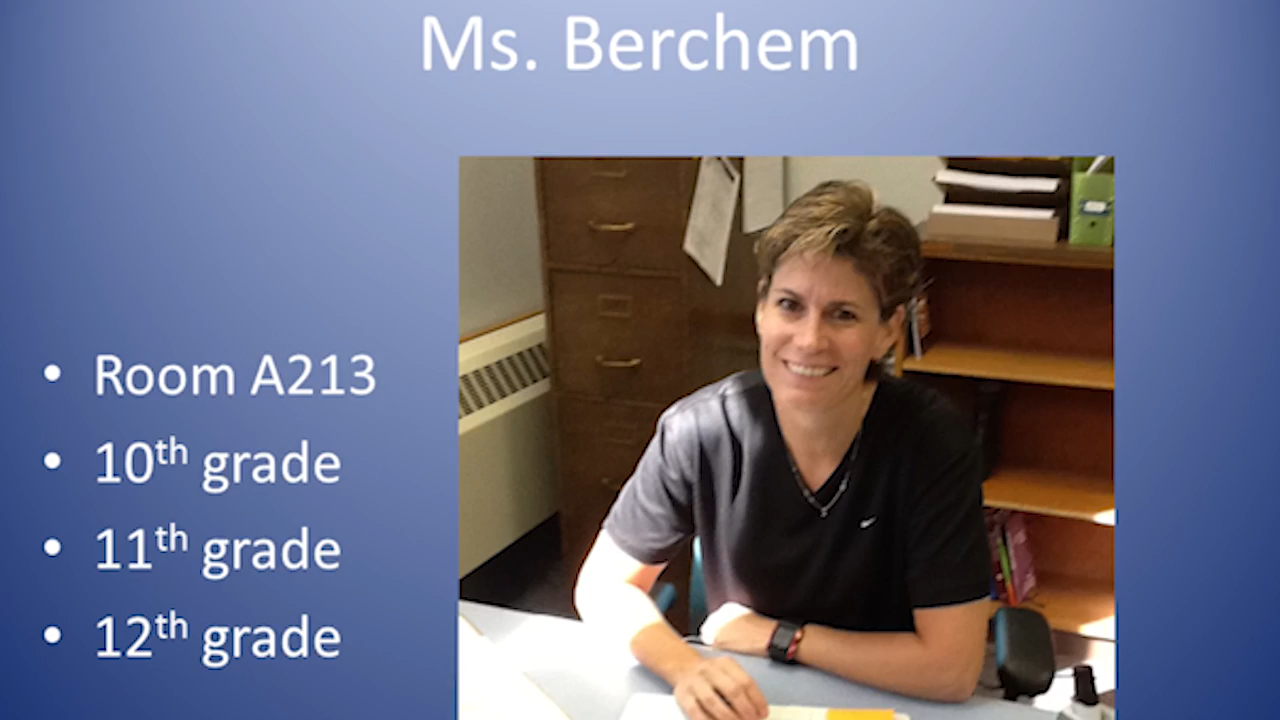 Ms. Berchem
• Room A213
• 10th grade
• 11th grade
• 12th grade